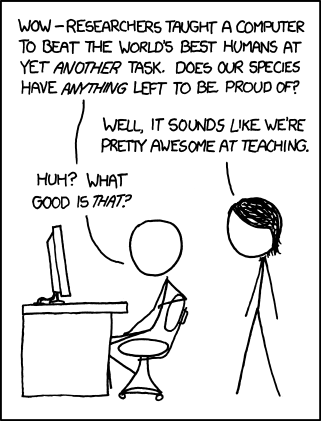 WOW-RESEARCHERS TAUGHT A COMPUTER
TO BEAT THE WORLD'S BEST HUMANS AT
YET ANOTHER TASK. DOES OUR SPECIES
HAVE ANYTHING LEFT TO BE PROUD OF?
WELL, IT SOUNDS LIKE WE'RE
PRETTY AWESOME AT TEACHING.
HUH? WHAT
GOOD IS THAT?